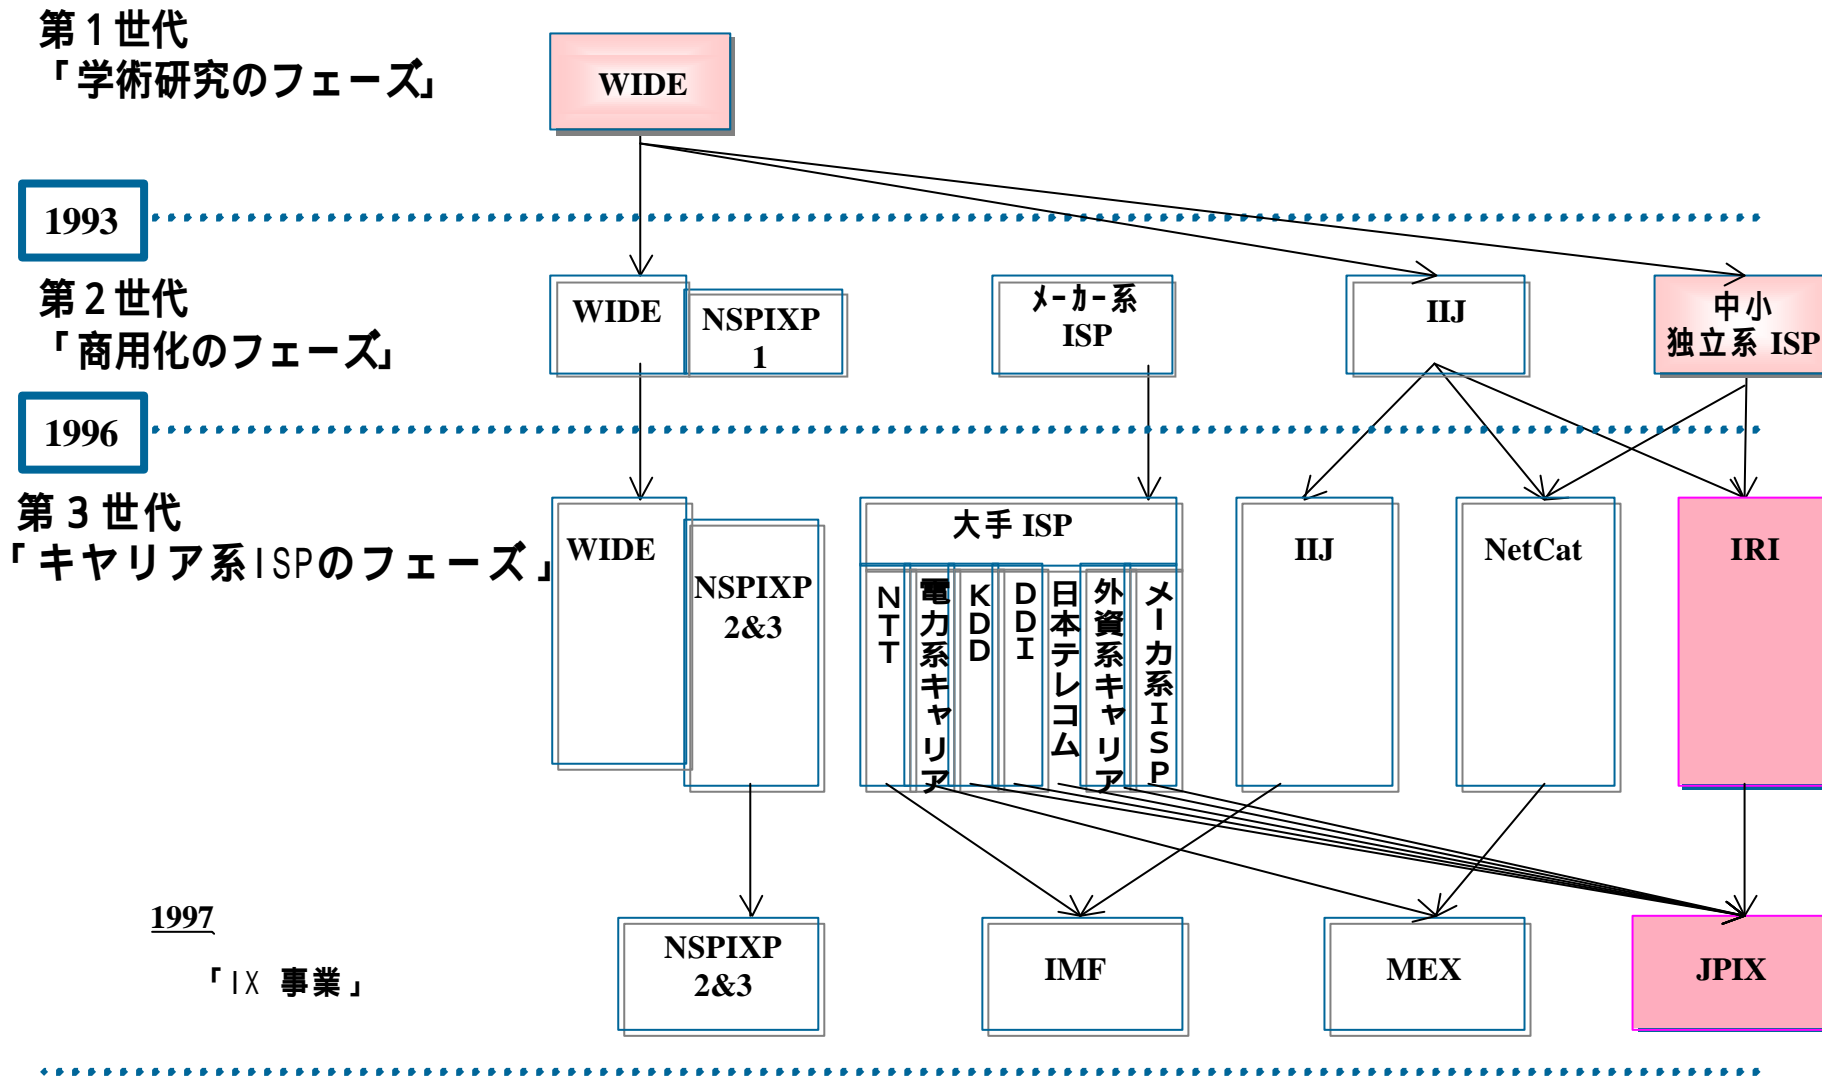 第1世代
「学術研究のフェーズ」
WIDE
1993
第2世代
「商用化のフェーズ」
WIDE
NSPIXP
1
メーカー系
ISP
IIJ
中小
独立系 ISP
1996
第3世代
「キヤリア系ISPのフェーズ」
WIDE
NSPIXP
2&3
大手 ISP
NTT
電力系キャリア
KDD
DDI
日本テレコム
外資系キャリア
メーカ系ISP
IIJ
NetCat
IRI
1997
「IX 事業」
NSPIXP
2&3
IMF
MEX
JPIX